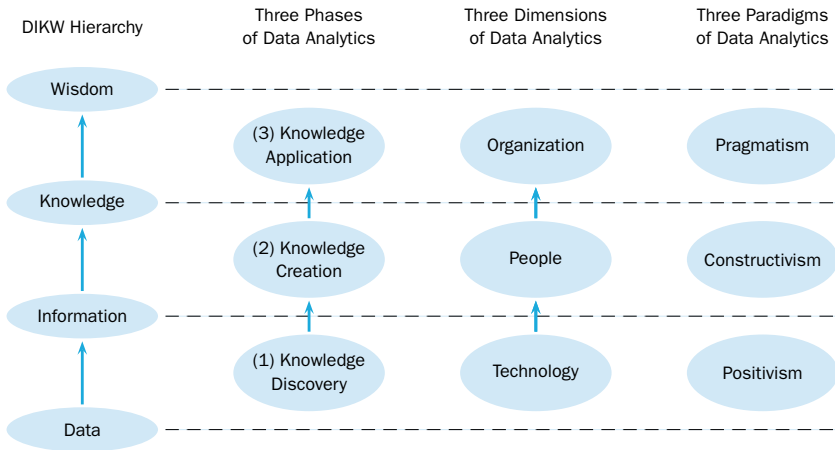 DIKW Hierarchy
Three Phases
of Data Analytics
Three Dimensions
of Data Analytics
Three Paradigms
of Data Analytics
Wisdom
(3) Knowledge
Application
Organization
Pragmatism
Knowledge
(2) Knowledge
Creation
People
Constructivism
Information
(1) Knowledge
Discovery
Technology
Positivism
Data